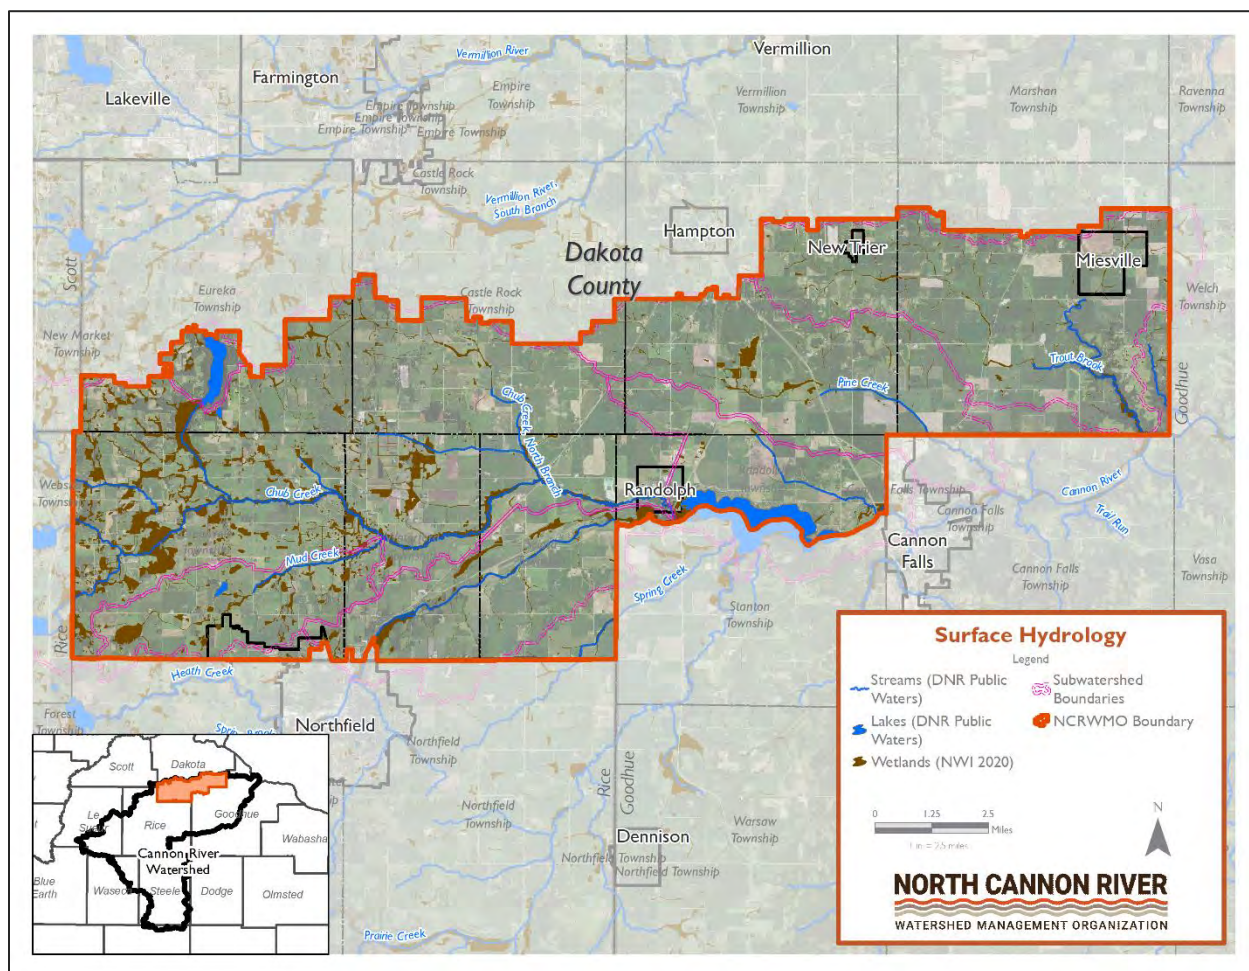 Vermillion River
Vermillion
Farmington
Lakeville
Empire
Township
Empire Township
Empire Township
Empire Township
Empire Township
Vermillion
Township
Marshan
Township
Ravenna
Township
Castle Rock
Township
Vermillion River,
South Branch
Hampton
New Trier
Miesville
Dakota
County
Scott
Eureka
Township
Castle Rock
Township
Welch
Township
New Market
Township
Trout Brook
Pine Creek
Goodhue
Chub Creek, North Branch
Chub Creek
Randolph
Falls Township
Cannon River
Cannon Falls
Township
Trail Run
Mud Creek
Cannon
Falls
Spring Creek
Cannon Falls
Township
Vasa
Township
Stanton
Township
Rice
Heath Creek
Forest
Township
Northfield
Northfield
Township
Rice
Goodhue
Northfield
Township
Warsaw
Township
Dennison
Northfield Township
Northfield Township
Prairie Creek
Surface Hydrology
Legend
Streams (DNR Public
Waters)
Lakes (DNR Public
Waters)
Wetlands (NWI 2020)
Subwatershed
Boundaries
NCRWMO Boundary
0 1.25 2.5
Miles
1 in = 2.5 miles
N
NORTH CANNON RIVER
WATERSHED MANAGEMENT ORGANIZATION
Scott
Dakota
Le
Sueur
Rice
Goodhue
Wabasha
Cannon River
Watershed
Blue
Earth
Waseca
Steele
Dodge
Olmsted